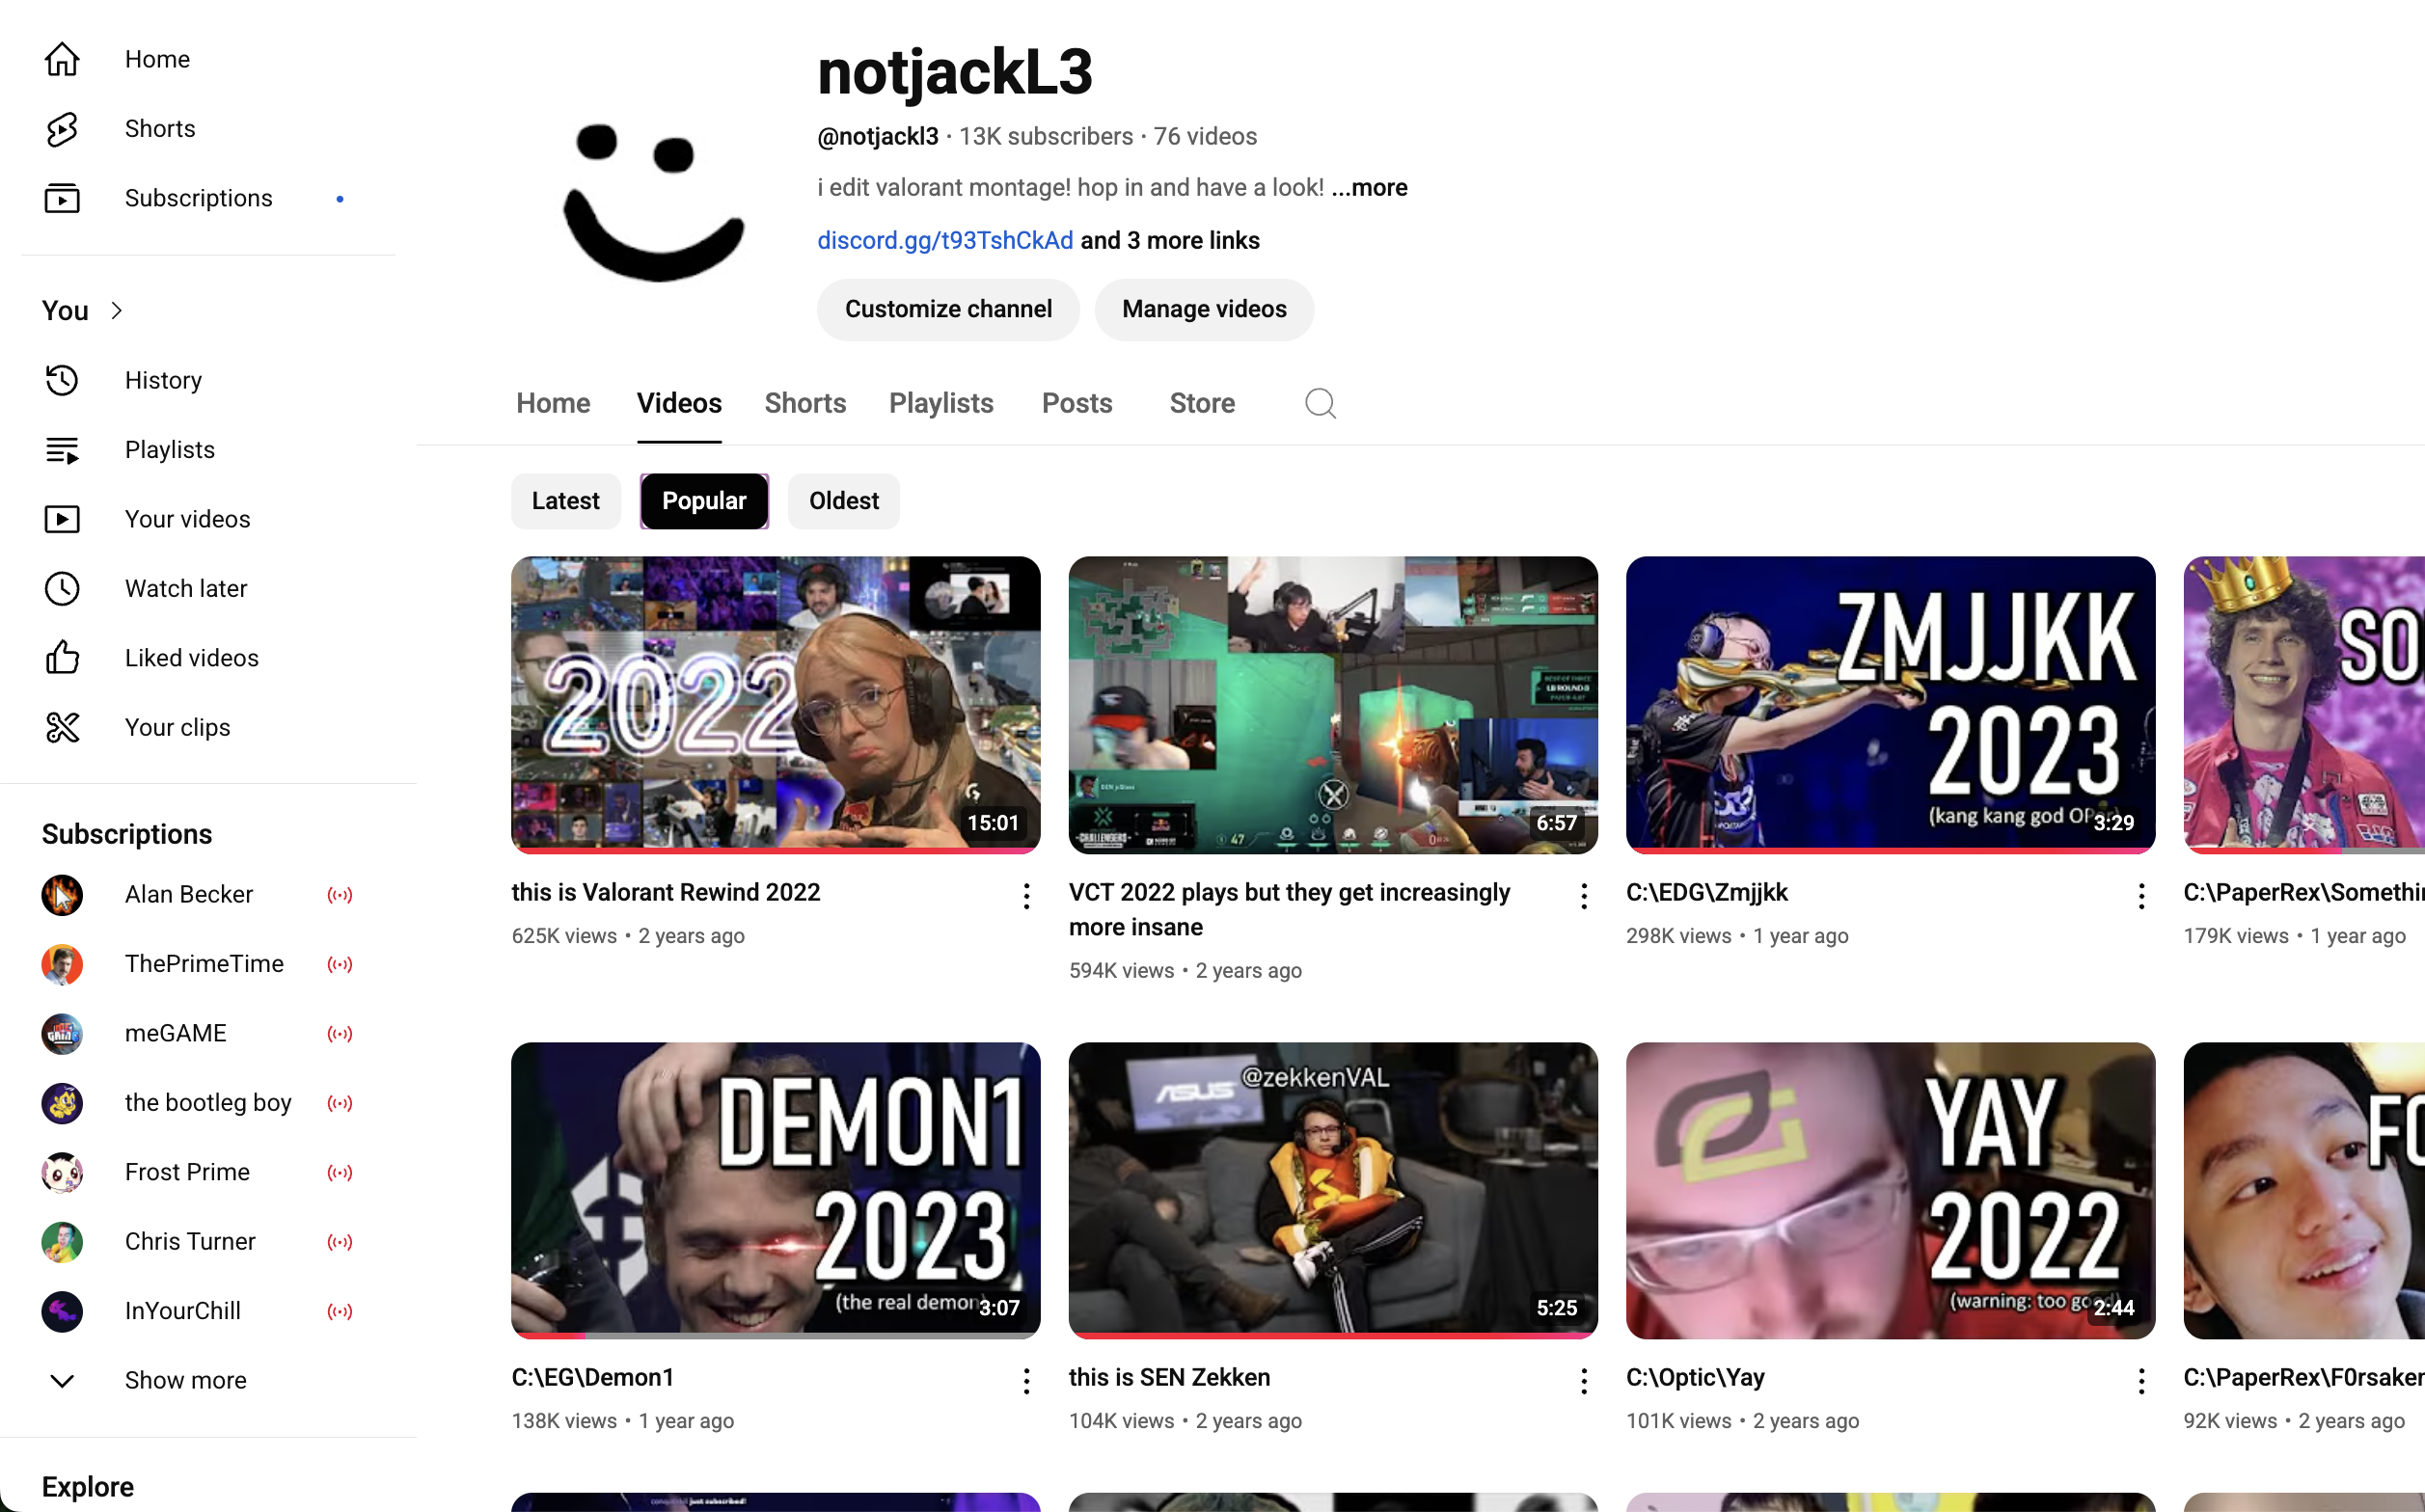 Home
Shorts
Subscriptions
You
History
Playlists
Your videos
Watch later
Liked videos
Your clips
Subscriptions
Alan Becker
ThePrimeTime
meGAME
the bootleg boy
Frost Prime
Chris Turner
InYourChill
Show more
Explore
notjackL3
@notjackl3 · 13K subscribers · 76 videos
i edit valorant montage! hop in and have a look! ...more
discord.gg/t93TshCkAd and 3 more links
Customize channel
Manage videos
Home
Videos
Shorts
Playlists
Posts
Store
Latest
Popular
Oldest
2022
15:01
this is Valorant Rewind 2022
625K views • 2 years ago
47
CHALLENGERS
6:57
VCT 2022 plays but they get increasingly
more insane
594K views • 2 years ago
ZMJJKK
2023
(kang kang god OP
3:29
C:\EDG\Zmjjkk
298K views • 1 year ago
SO
C:\PaperRex\Somethi
179K views • 1 year ago
DEMON1
2023
(the real demon
3:07
C:\EG\Demon1
138K views • 1 year ago
ASUS
@zekkenVAL
5:25
this is SEN Zekken
104K views • 2 years ago
YAY
2022
(warning: too good)
2:44
C:\Optic\Yay
101K views • 2 years ago
FO
C:\PaperRex\F0rsaken
92K views • 2 years ago
just subscribed!